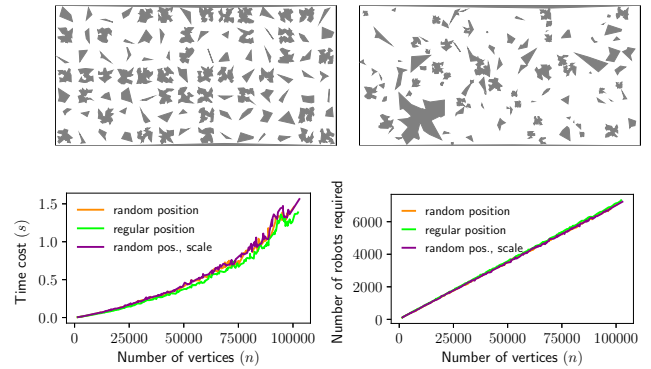 Time cost (s)
1.5
1.0
0.5
0.0
random position
regular position
random pos., scale
0 25000 50000 75000 100000
Number of vertices (n)
Number of robots required
6000
4000
2000
0
random position
regular position
random pos., scale
0 25000 50000 75000 100000
Number of vertices (n)